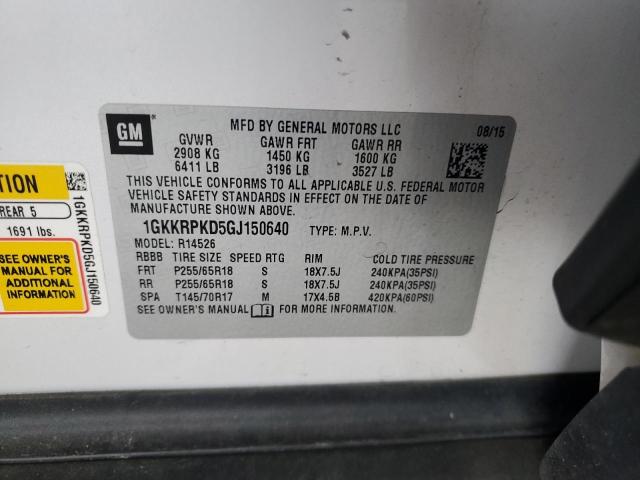 GM
MFD BY GENERAL MOTORS LLC
08/15
GVWR GAWR FRT GAWR RR
2908 KG 1450 KG 1600 KG
6411 LB 3196 LB 3527 LB
THIS VEHICLE CONFORMS TO ALL APPLICABLE U.S. FEDERAL MOTOR
VEHICLE SAFETY STANDARDS IN EFFECT ON THE DATE OF
MANUFACTURE SHOWN ABOVE.
1GKKRPKD5GJ150640 TYPE: M.P.V.
MODEL: R14526
RBBB TIRE SIZE SPEED RTG RIM COLD TIRE PRESSURE
FRT P255/65R18 S 18X7.5J 240KPA(35PSI)
RR P255/65R18 S 18X7.5J 240KPA(35PSI)
SPA T145/70R17 M 17X4.5B 420KPA(60PSI)
SEE OWNER'S MANUAL FOR MORE INFORMATION.
TION
REAR 5
1691 lbs.
SEE OWNER'S
MANUAL FOR
ADDITIONAL
INFORMATION
1GKKRPKD5GJ150640